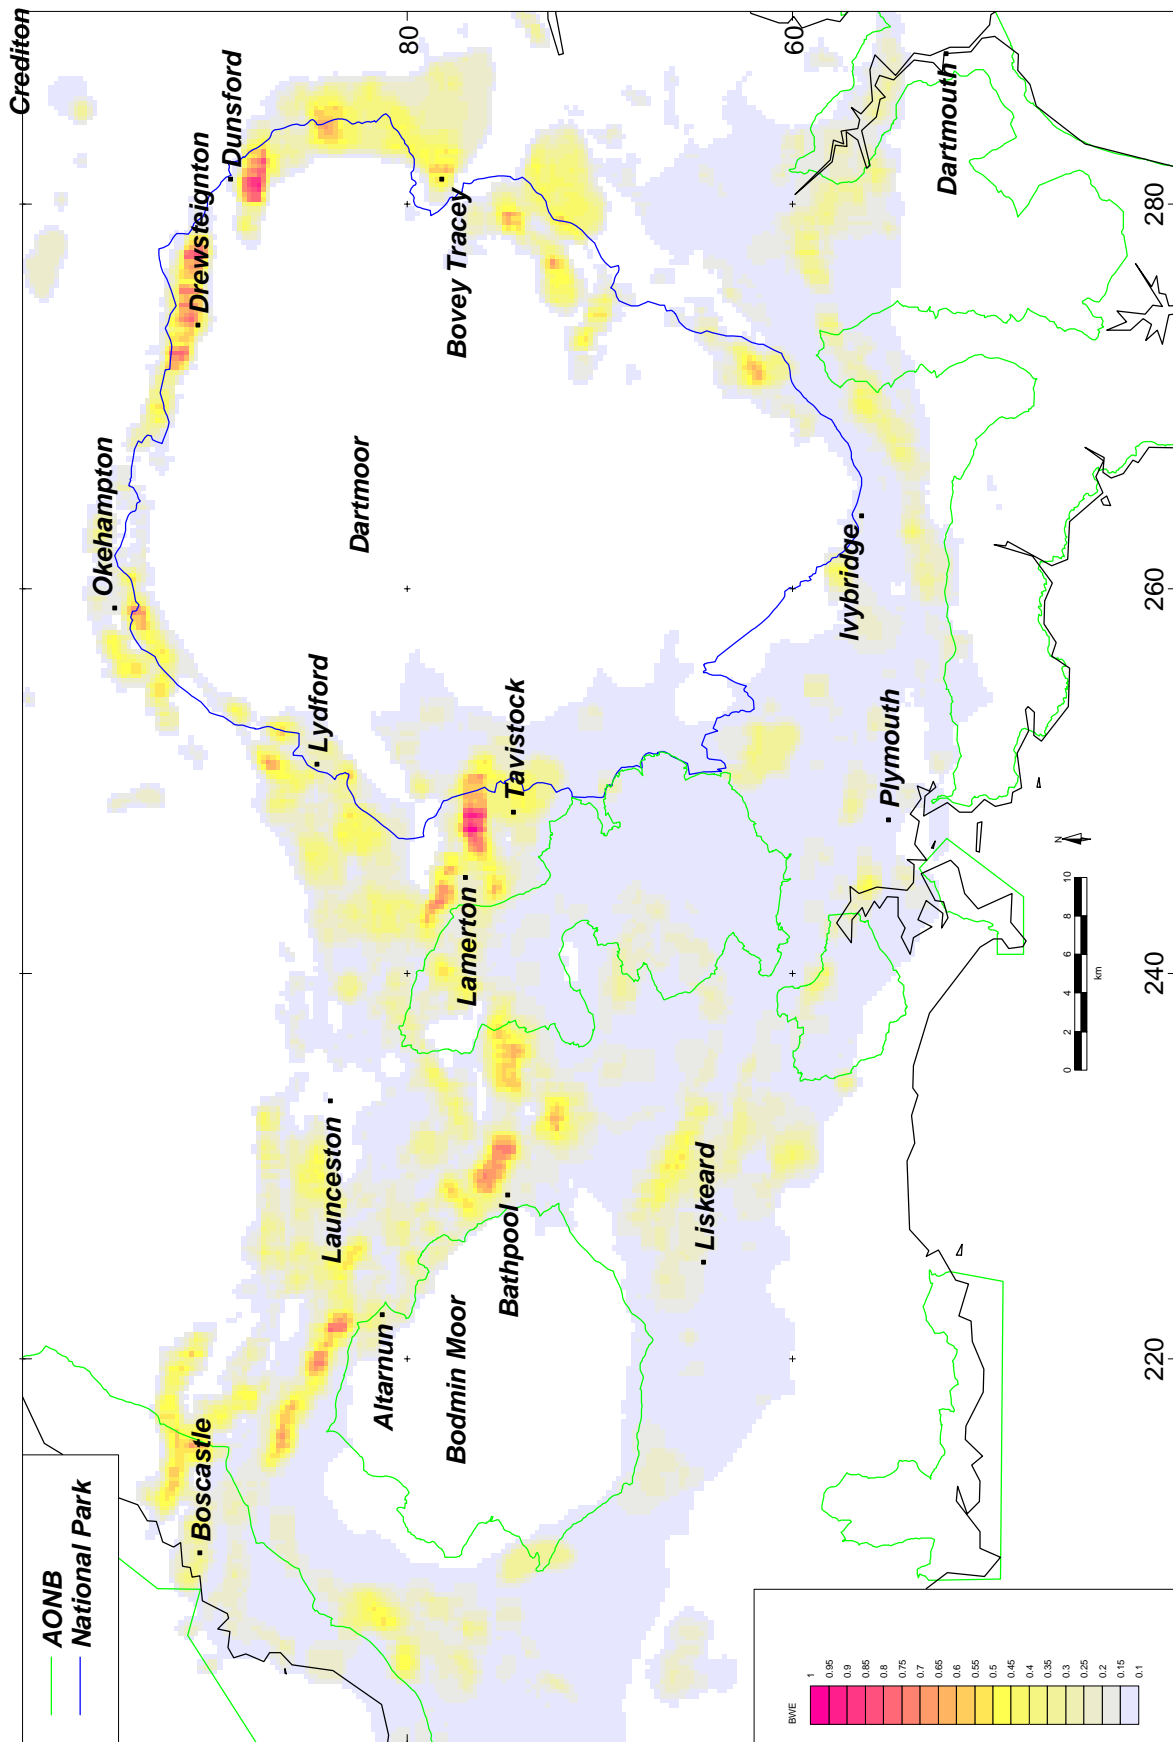 Crediton
Dunsford
Drewsteignton
Okehampton
Bovey Tracey
Dartmouth
Dartmoor
Lydford
Tavistock
Ivybridge
Plymouth
Lamerton
Launceston
Bathpool
Liskeard
Altarnun
Bodmin Moor
Boscastle
AONB
National Park
80
60
280
260
240
220
N
0 2 4 6 8 10
km
BWE
1
0.95
0.9
0.85
0.8
0.75
0.7
0.65
0.6
0.55
0.5
0.45
0.4
0.35
0.3
0.25
0.2
0.15
0.1